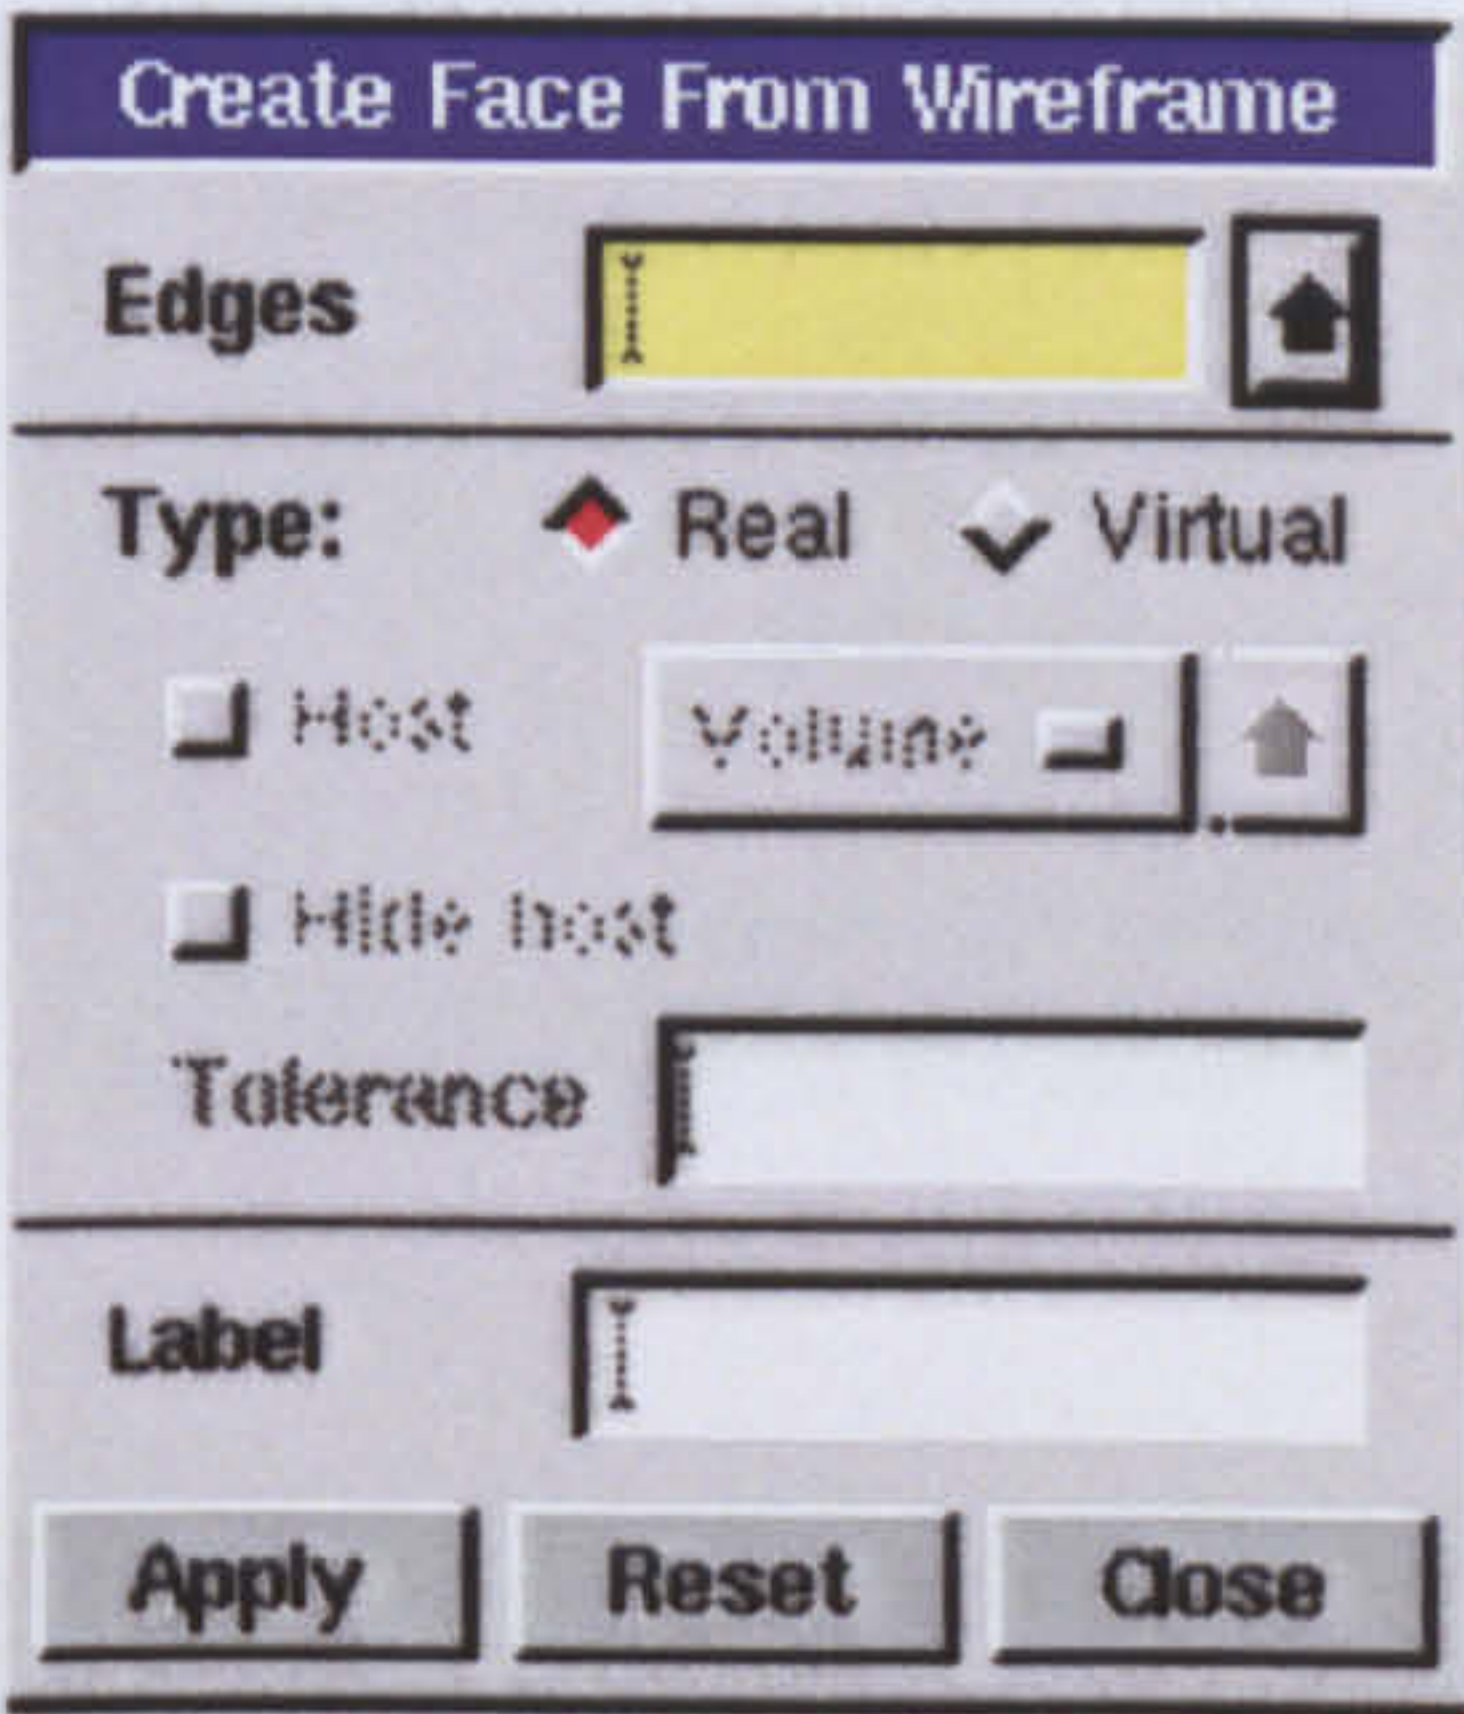 Create Face From Wireframe
Edges
Type: Real Virtual
Host Volume
Hide host
Tolerance
Label
Apply Reset Close